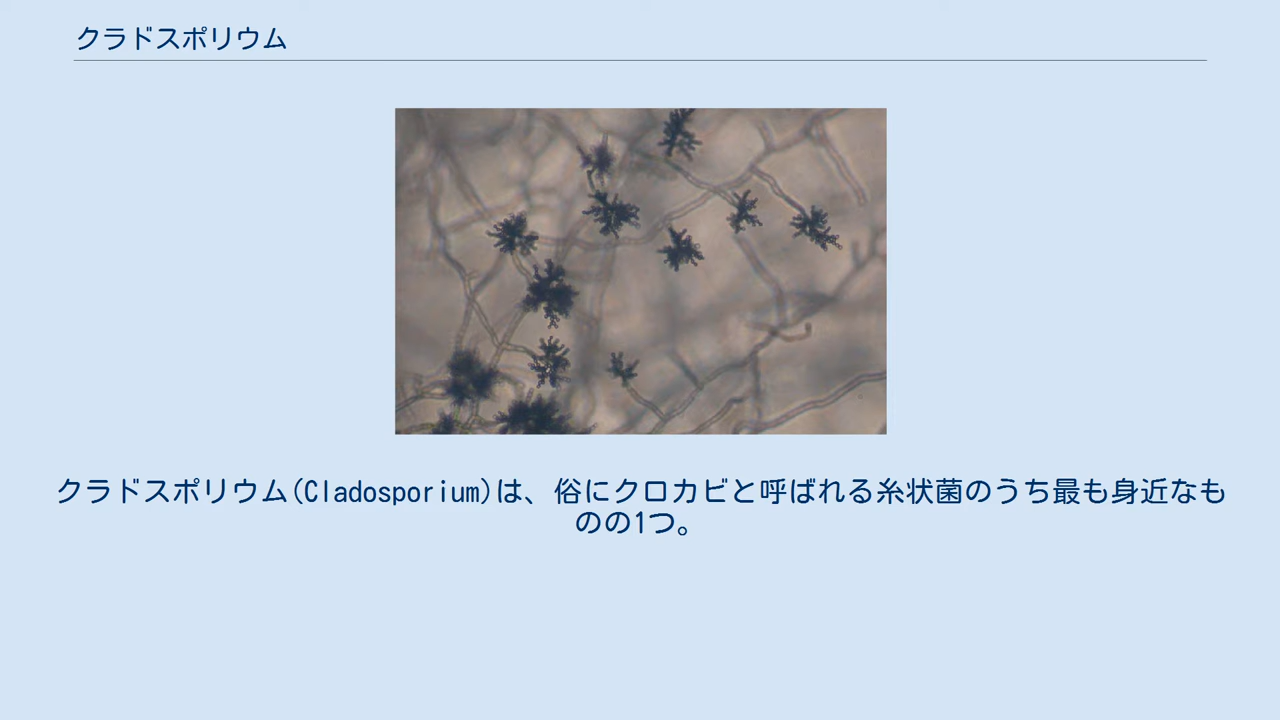 クラドスポリウム
クラドスポリウム(Cladosporium)は、俗にクロカビと呼ばれる糸状菌のうち最も身近なも
のの1つ。